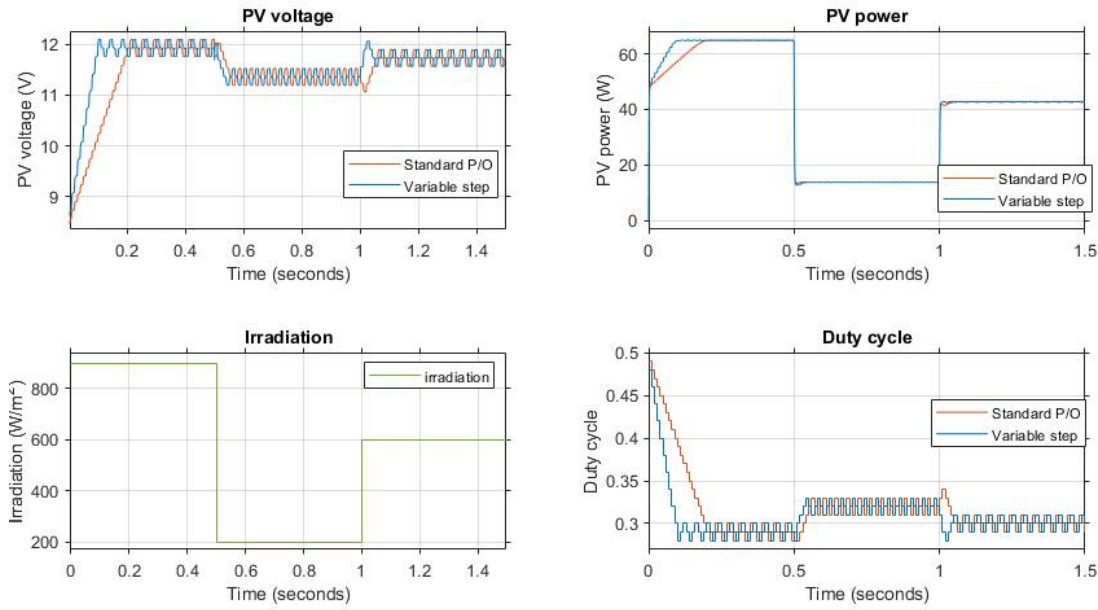 PV voltage
PV voltage (V)
12
11
10
9
0.2
0.4
0.6
0.8
1
1.2
1.4
Time (seconds)
Standard P/O
Variable step
PV power
PV power (W)
60
40
20
0
0
0.5
1
1.5
Time (seconds)
Standard P/O
Variable step
Irradiation
Irradiation (W/m²)
800
600
400
200
0
0.2
0.4
0.6
0.8
1
1.2
1.4
Time (seconds)
irradiation
Duty cycle
Duty cycle
0.5
0.45
0.4
0.35
0.3
0
0.5
1
1.5
Time (seconds)
Standard P/O
Variable step